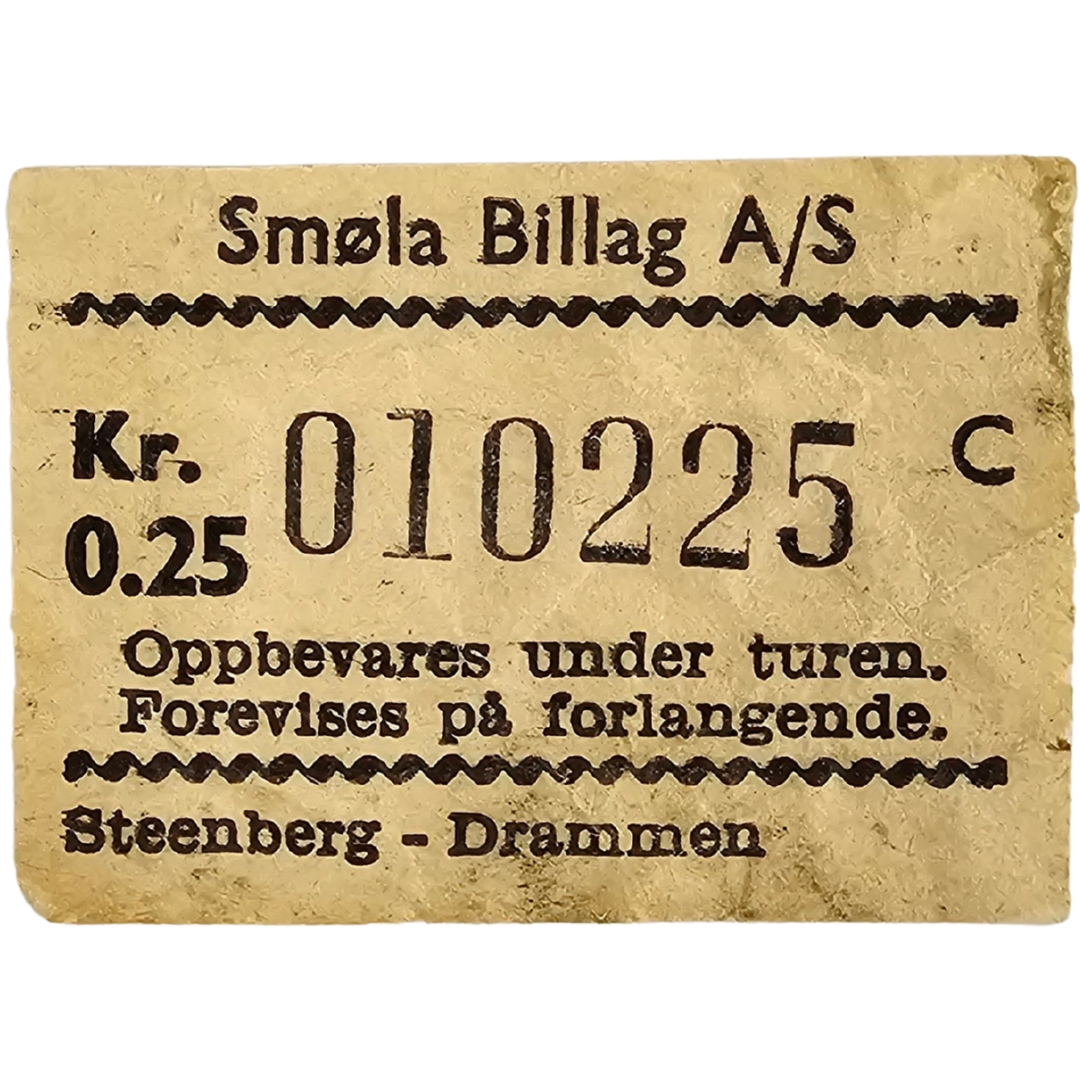 Smøla Billag A/S
Kr. 010225 C
0.25
Oppbevares under turen.
Forevises på forlangende.
Steenberg - Drammen